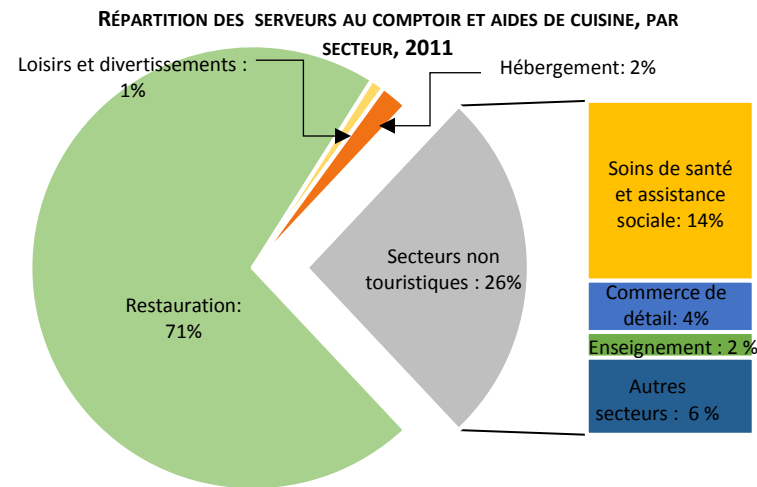 RÉPARTITION DES SERVEURS AU COMPTOIR ET AIDES DE CUISINE, PAR
SECTEUR, 2011
Loisirs et divertissements :
1%
Hébergement: 2%
Restauration:
71%
Secteurs non
touristiques : 26%
Soins de santé
et assistance
sociale: 14%
Commerce de
détail: 4%
Enseignement : 2 %
Autres
secteurs : 6 %